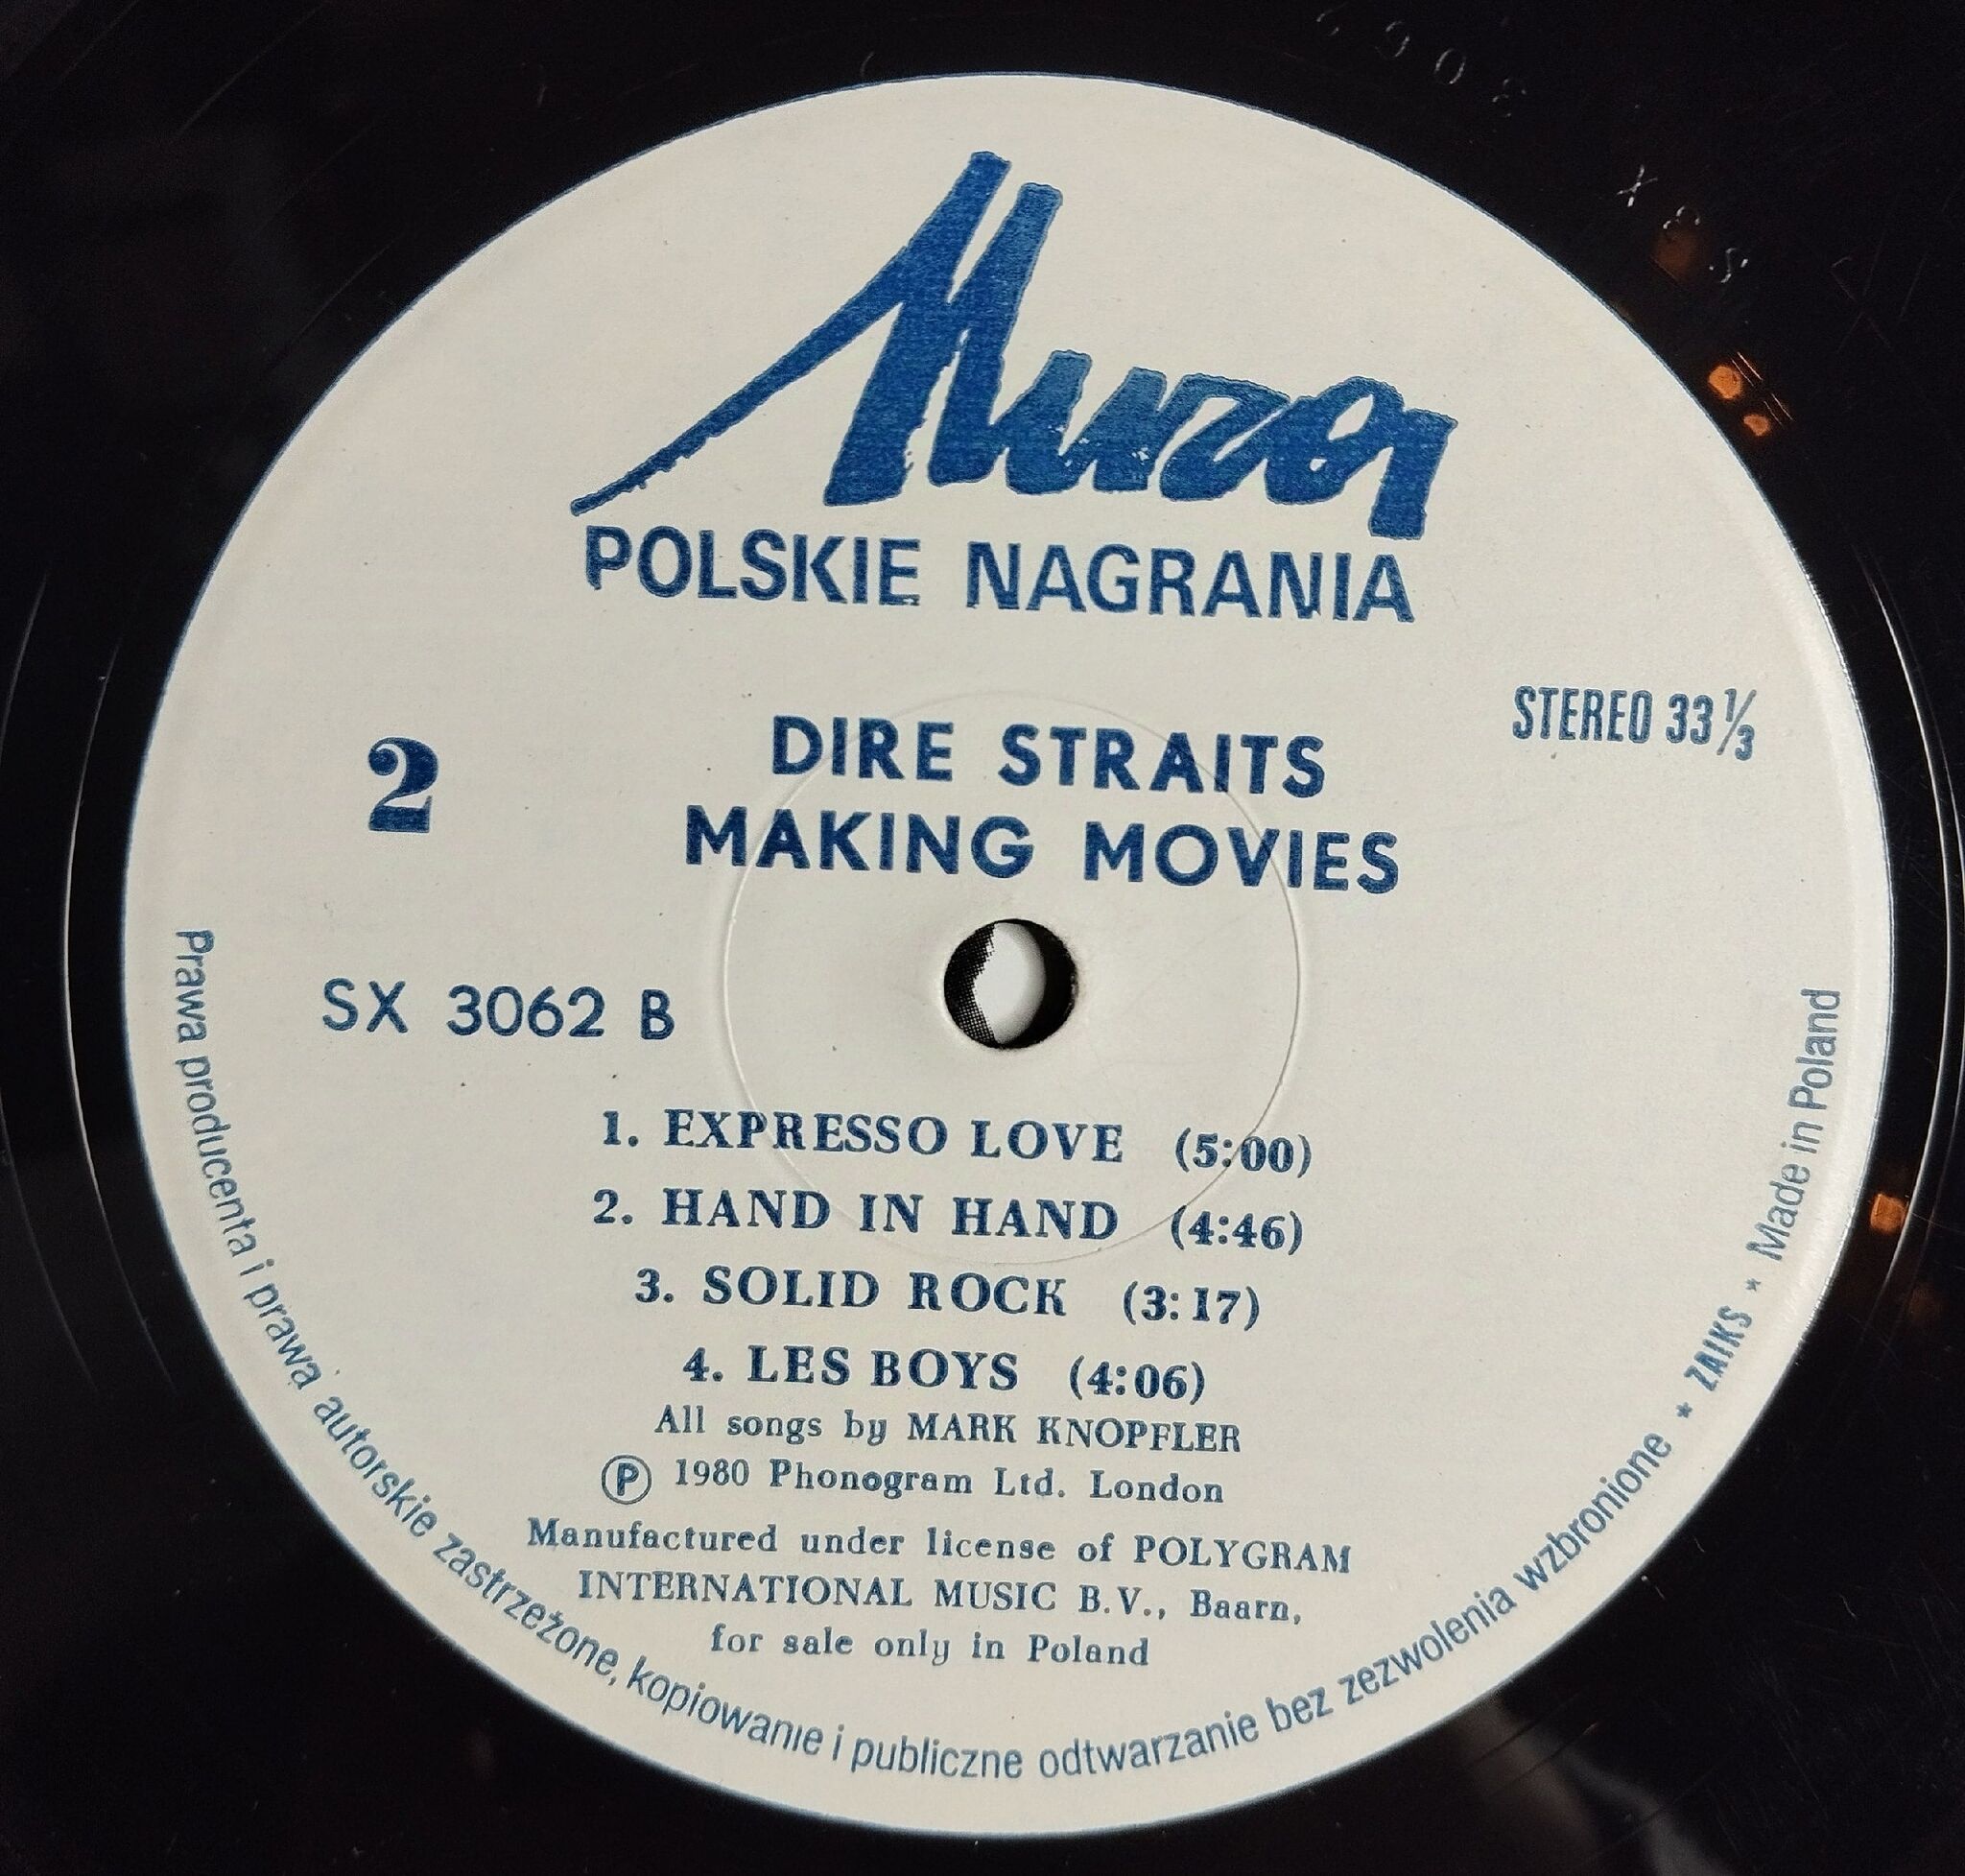 Muza
POLSKIE NAGRANIA
STEREO 33⅓
2
DIRE STRAITS
MAKING MOVIES
SX 3062 B
1. EXPRESSO LOVE (5:00)
2. HAND IN HAND (4:46)
3. SOLID ROCK (3:17)
4. LES BOYS (4:06)
All songs by MARK KNOPFLER
Ⓟ 1980 Phonogram Ltd. London
Manufactured under license of POLYGRAM
INTERNATIONAL MUSIC B.V., Baarn,
for sale only in Poland
Prawa producenta i prawa autorskie zastrzeżone, kopiowanie i publiczne odtwarzanie bez zezwolenia wzbronione * ZAIKS * Made in Poland